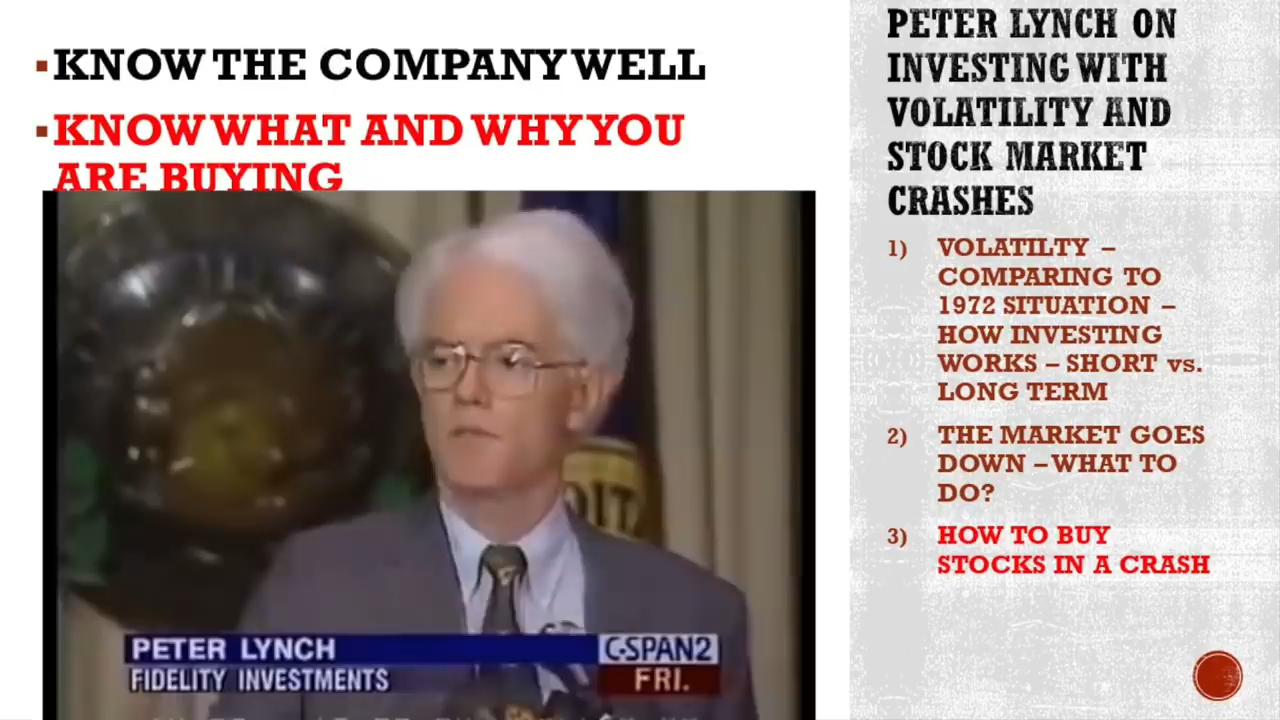 ▪KNOW THE COMPANY WELL
▪KNOW WHAT AND WHY YOU
ARE BUYING
PETER LYNCH
FIDELITY INVESTMENTS
C-SPAN2
FRI.
PETER LYNCH ON
INVESTING WITH
VOLATILITY AND
STOCK MARKET
CRASHES
1) VOLATILTY –
COMPARING TO
1972 SITUATION –
HOW INVESTING
WORKS – SHORT vs.
LONG TERM
2) THE MARKET GOES
DOWN – WHAT TO
DO?
3) HOW TO BUY
STOCKS IN A CRASH